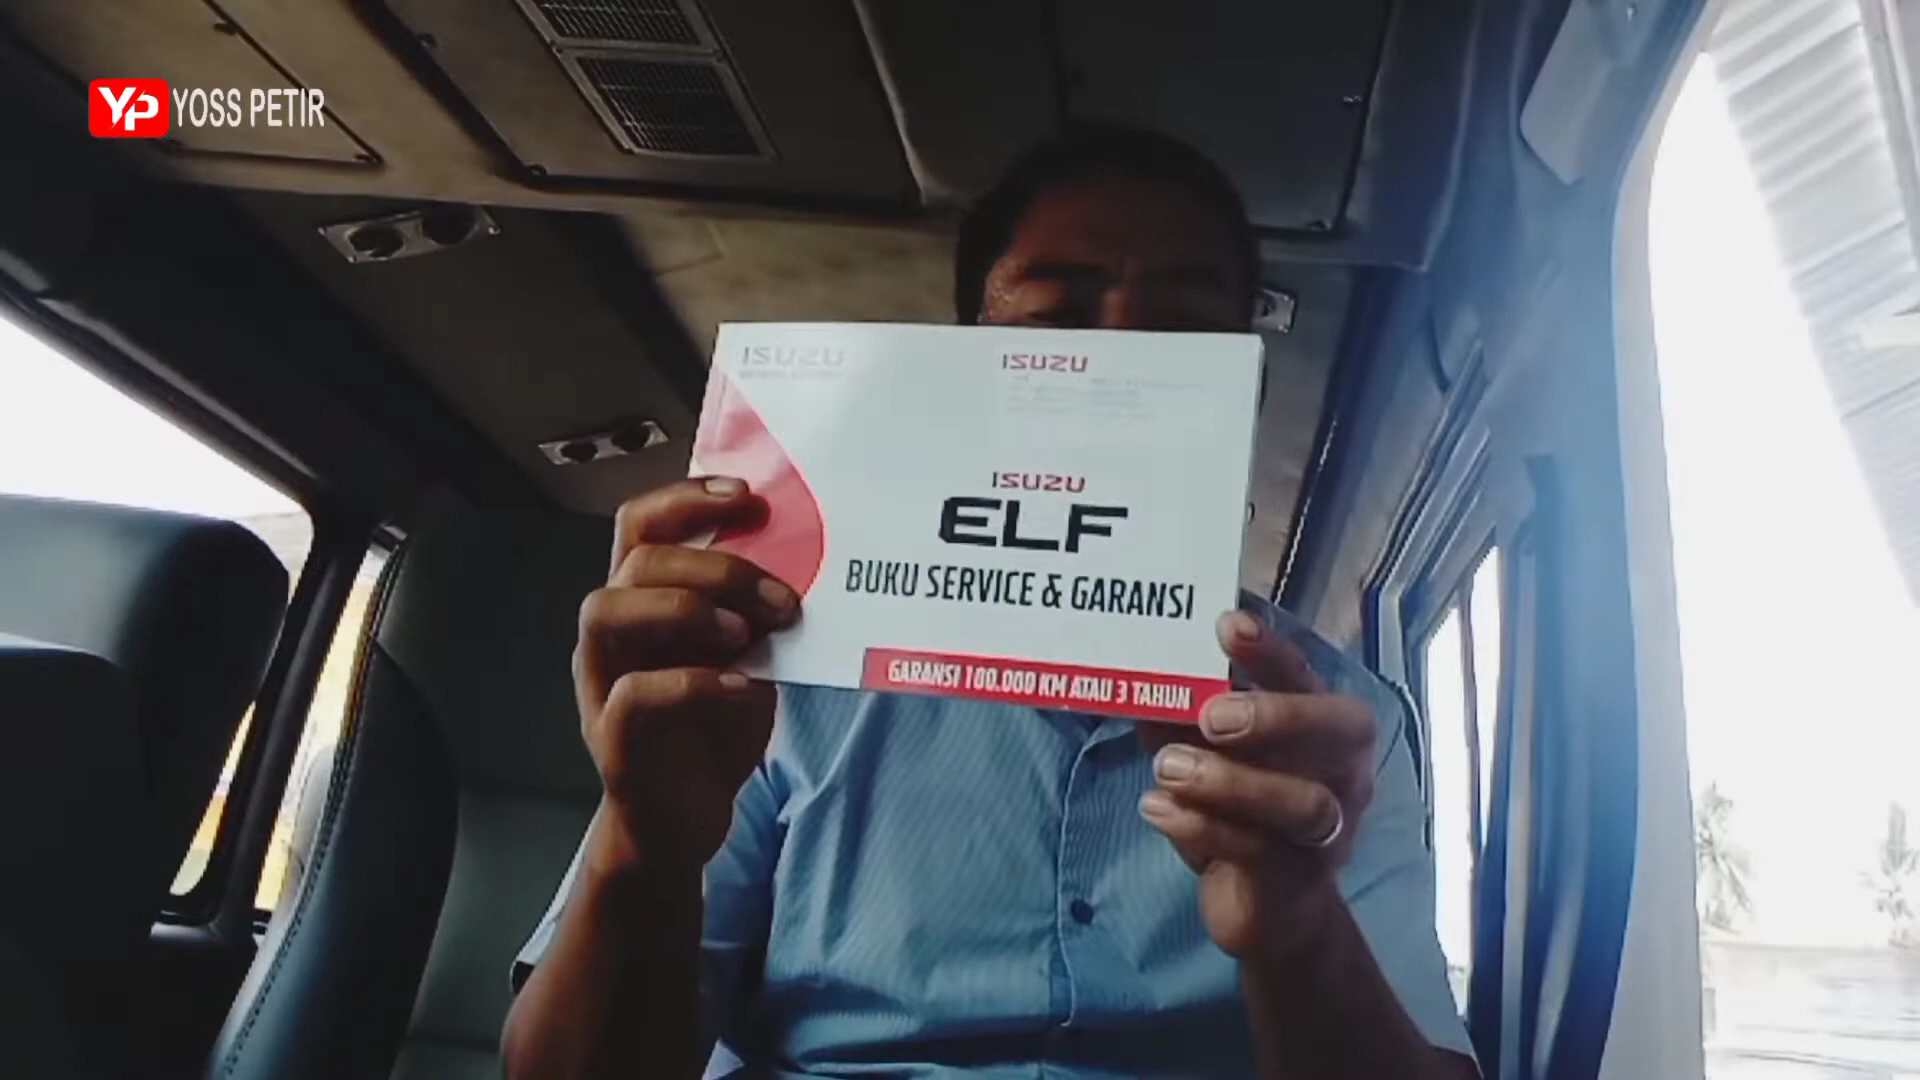 YP YOSS PETIR
ISUZU
ISUZU
ISUZU
ELF
BUKU SERVICE & GARANSI
GARANSI 100.000 KM ATAU 3 TAHUN